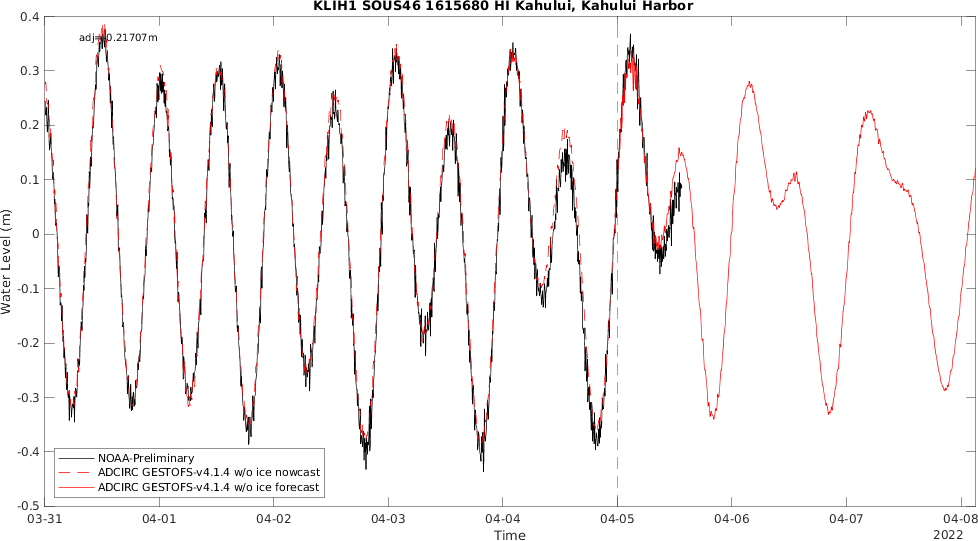 KLIH1 SOUS46 1615680 HI Kahului, Kahului Harbor
adj=0.21707m
0.4
0.3
0.2
0.1
0
-0.1
-0.2
-0.3
-0.4
-0.5
Water Level (m)
NOAA-Preliminary
ADCIRC GESTOFS-v4.1.4 w/o ice nowcast
ADCIRC GESTOFS-v4.1.4 w/o ice forecast
03-31 04-01 04-02 04-03 04-04 04-05 04-06 04-07 04-08
Time
2022